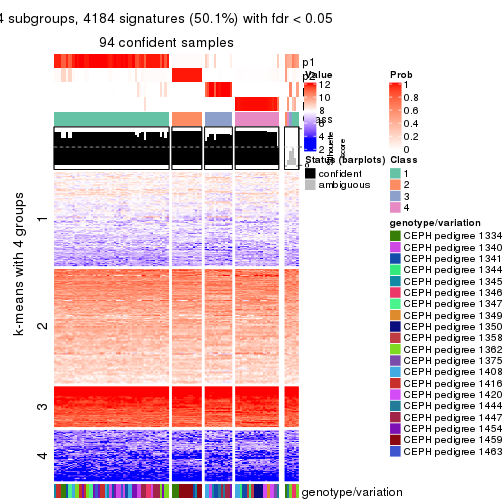 4 subgroups, 4184 signatures (50.1%) with fdr < 0.05
94 confident samples
p1
p2
Value
12
10
8
6
4
2
Prob
1
0.8
0.6
0.4
0.2
0
Status (barplots)
confident
ambiguous
Class
1
2
3
4
genotype/variation
CEPH pedigree 1334
CEPH pedigree 1340
CEPH pedigree 1341
CEPH pedigree 1344
CEPH pedigree 1345
CEPH pedigree 1346
CEPH pedigree 1347
CEPH pedigree 1349
CEPH pedigree 1350
CEPH pedigree 1358
CEPH pedigree 1362
CEPH pedigree 1375
CEPH pedigree 1408
CEPH pedigree 1416
CEPH pedigree 1420
CEPH pedigree 1444
CEPH pedigree 1447
CEPH pedigree 1454
CEPH pedigree 1459
CEPH pedigree 1463
k-means with 4 groups
1
2
3
4
genotype/variation